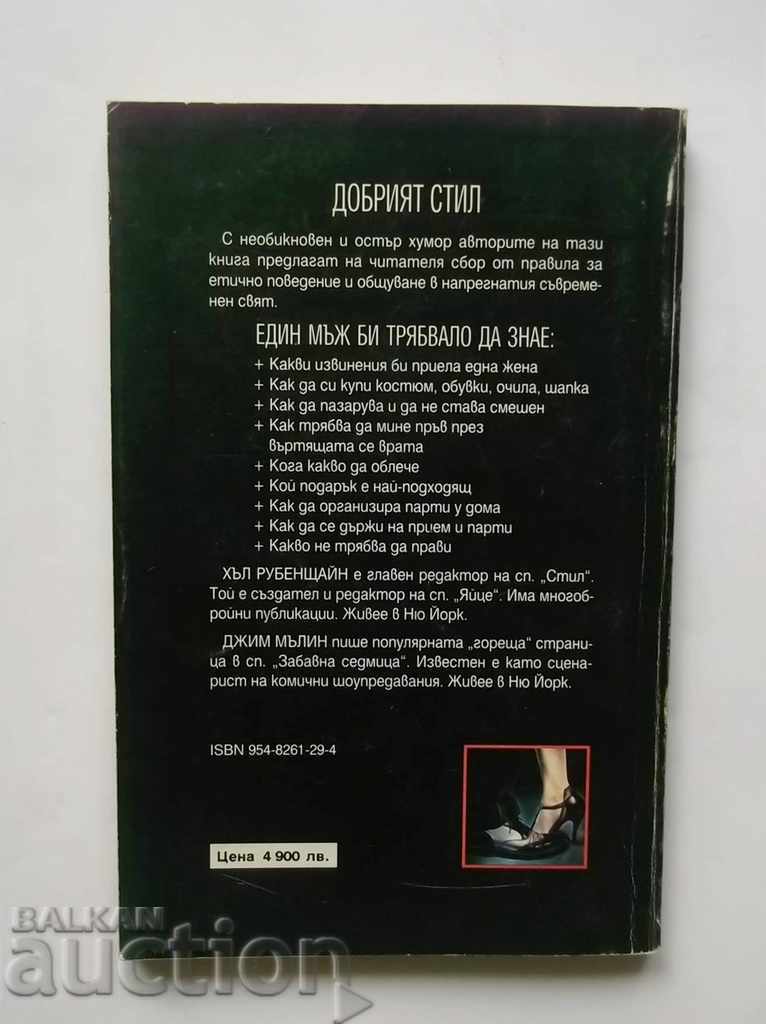 ДОБРИЯТ СТИЛ
С необикновен и остър хумор авторите на тази
книга предлагат на читателя сбор от правила за
етично поведение и общуване в напрегнатия съвреме-
нен свят.
ЕДИН МЪЖ БИ ТРЯБВАЛО ДА ЗНАЕ:
+ Какви извинения би приела една жена
+ Как да си купи костюм, обувки, очила, шапка
+ Как да пазарува и да не става смешен
+ Как трябва да мине пръв през
въртящата се врата
+ Кога какво да облече
+ Кой подарък е най-подходящ
+ Как да организира парти у дома
+ Как да се държи на прием и парти
+ Какво не трябва да прави
ХЪЛ РУБЕНЩАЙН е главен редактор на сп. „Стил“.
Той е създател и редактор на сп. „Яйце“. Има многоб-
ройни публикации. Живее в Ню Йорк.
ДЖИМ МЪЛИН пише популярната „гореща“ страни-
ца в сп. „Забавна седмица“. Известен е като сцена-
рист на комични шоупредавания. Живее в Ню Йорк.
ISBN 954-8261-29-4
Цена 4 900 лв.
BALKAN
auction